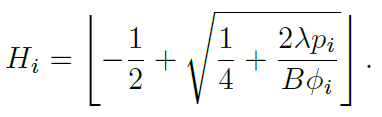 $H_i = \left\lfloor -\frac{1}{2} + \sqrt{\frac{1}{4} + \frac{2\lambda p_i}{B\phi_i}} \right\rfloor.$